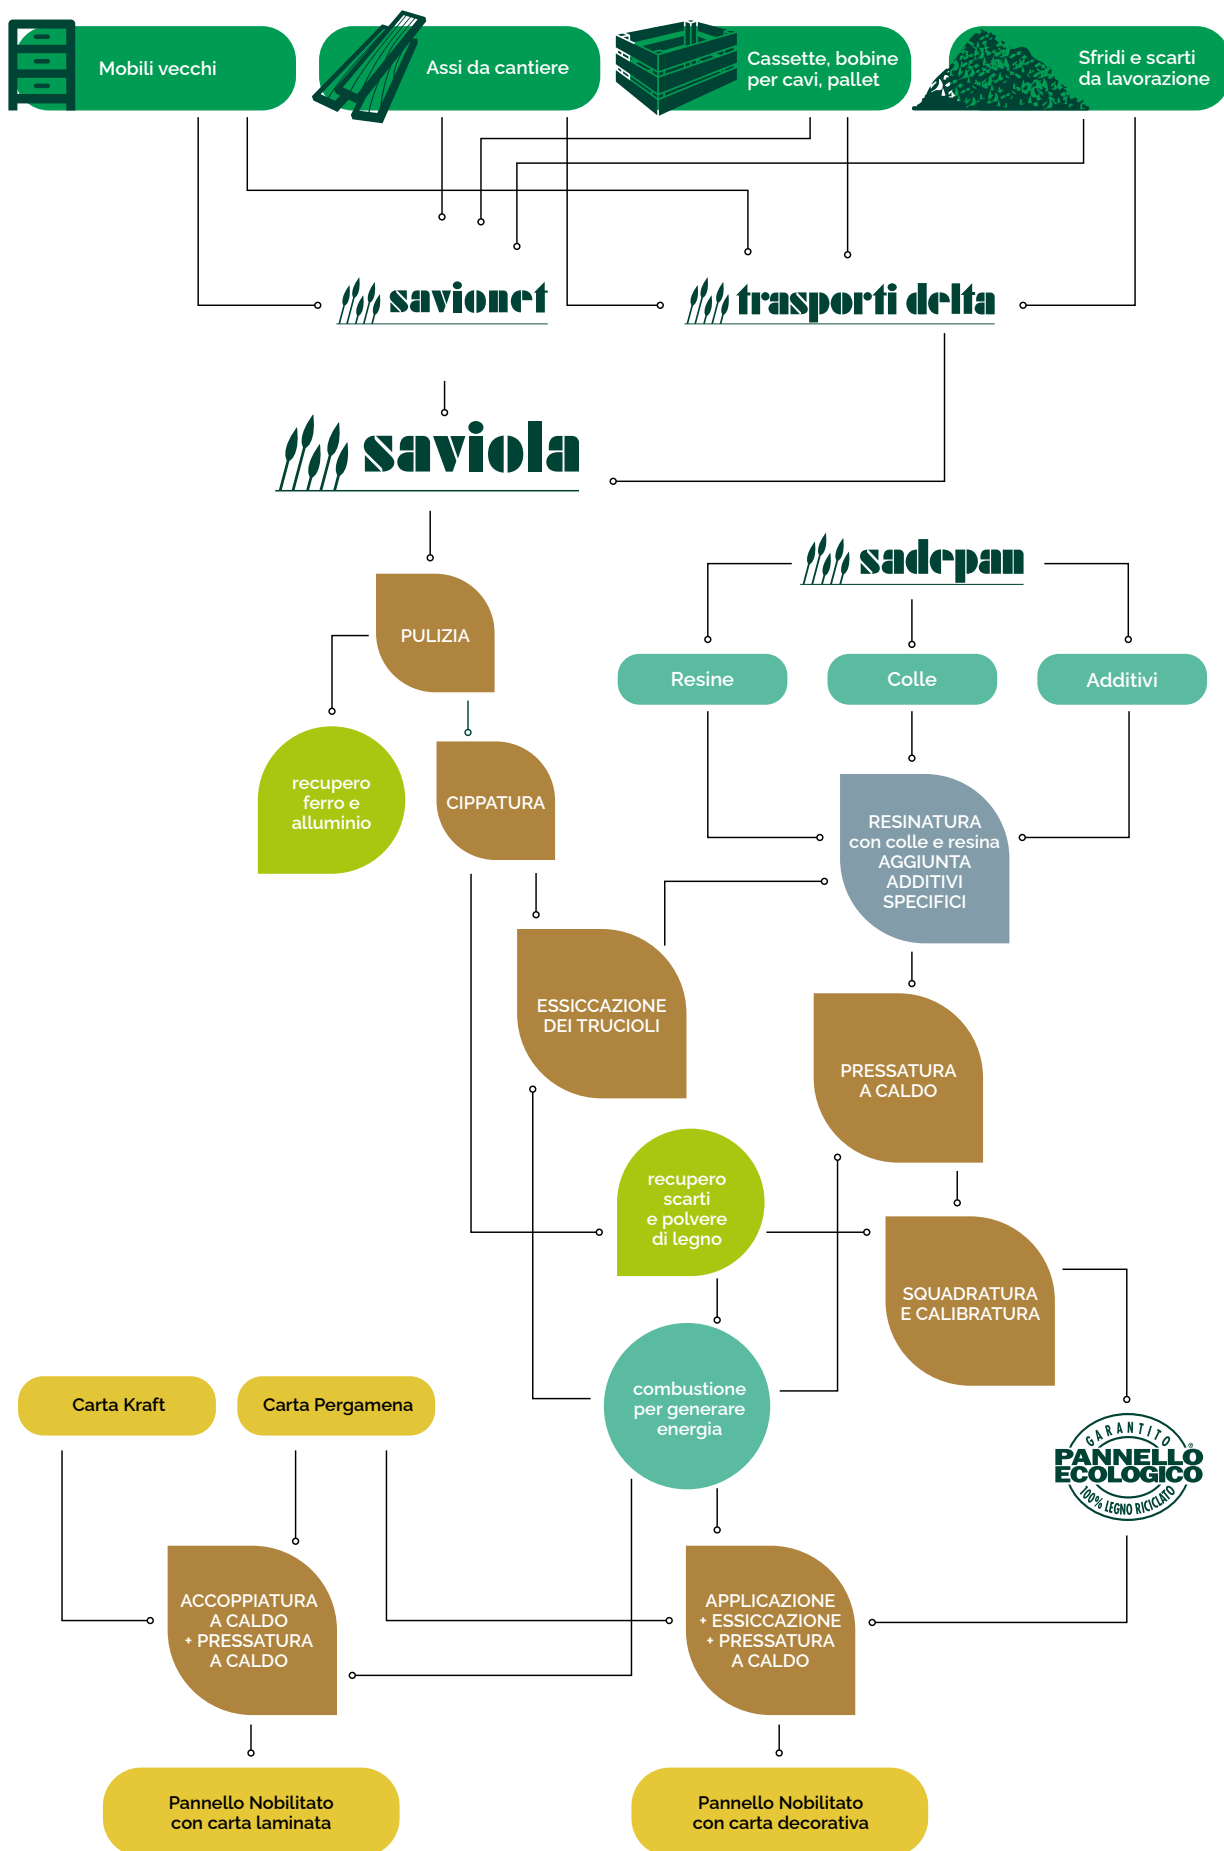 Mobili vecchi
Assi da cantiere
Cassette, bobine
per cavi, pallet
Sfridi e scarti
da lavorazione
savionet
trasporti delta
saviola
sadepan
PULIZIA
Resine
Colle
Additivi
recupero
ferro e
alluminio
CIPPATURA
RESINATURA
con colle e resina
AGGIUNTA
ADDITIVI
SPECIFICI
ESSICCAZIONE
DEI TRUCIOLI
PRESSATURA
A CALDO
recupero
scarti
e polvere
di legno
SQUADRATURA
E CALIBRATURA
combustione
per generare
energia
Carta Kraft
Carta Pergamena
GARANTITO
PANNELLO®
ECOLOGICO
100% LEGNO RICICLATO
ACCOPPIATURA
A CALDO
+ PRESSATURA
A CALDO
APPLICAZIONE
+ ESSICCAZIONE
+ PRESSATURA
A CALDO
Pannello Nobilitato
con carta laminata
Pannello Nobilitato
con carta decorativa